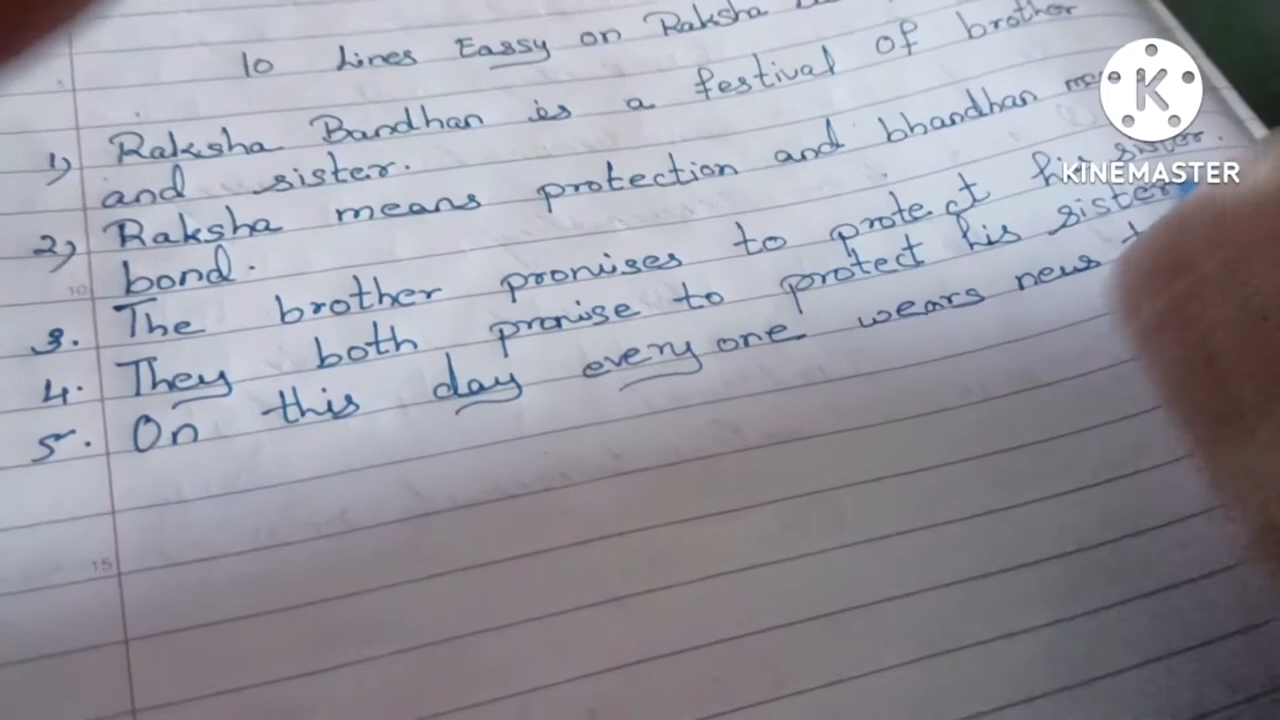 10 Lines Eassy on Raksha
1) Raksha Bandhan is a festival of brother
and sister.
2) Raksha means protection and bhandhan
bond.
3. The brother promises to protect his sister.
4. They both promise to protect his sister
5. On this day every one wears new
10
15
K
KINEMASTER